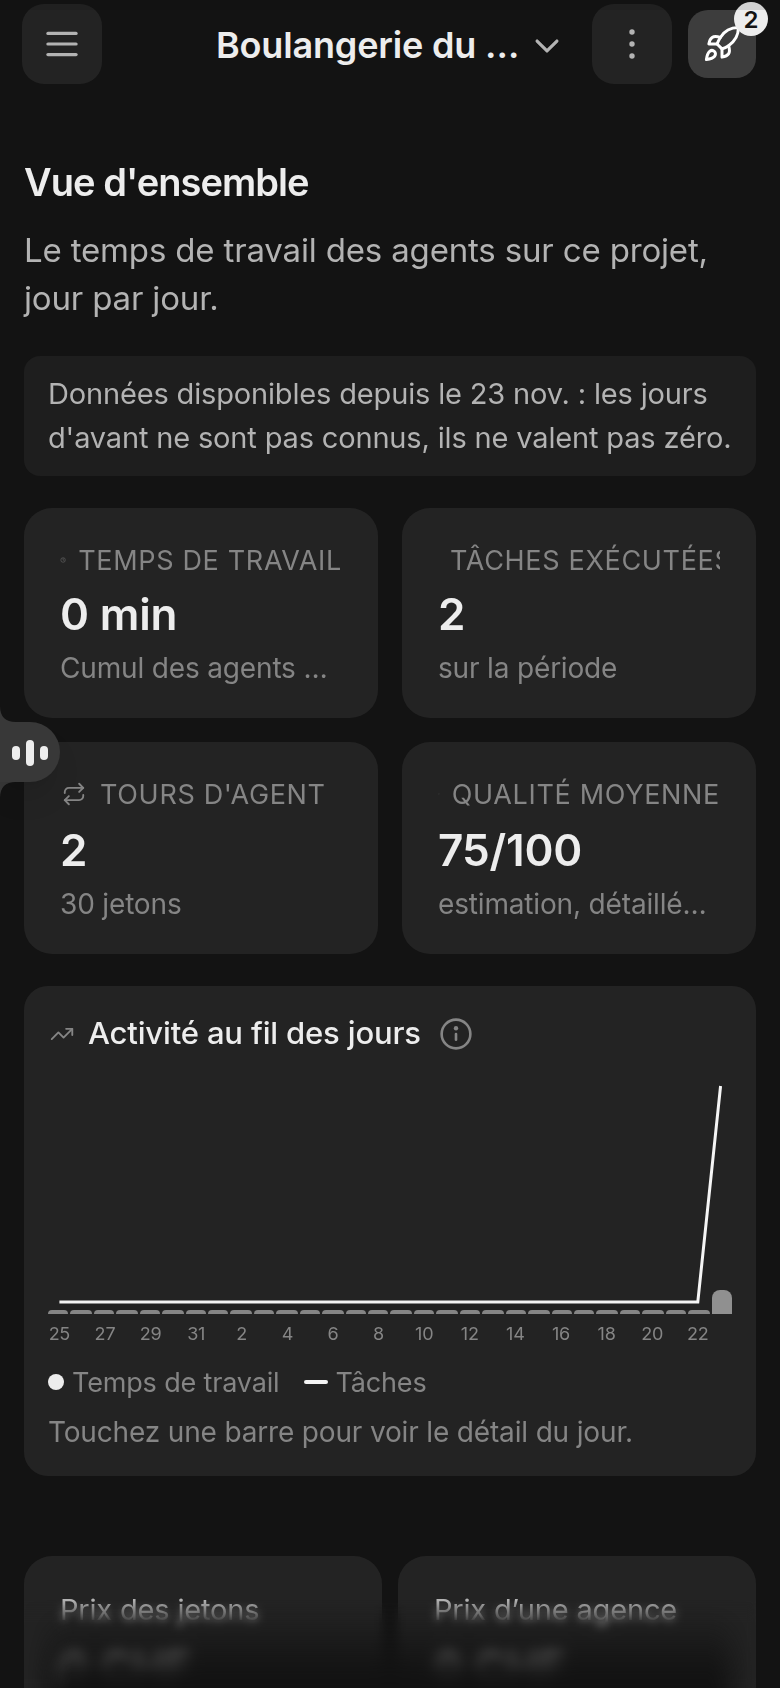 Boulangerie du ...
2
Vue d'ensemble
Le temps de travail des agents sur ce projet,
jour par jour.
Données disponibles depuis le 23 nov. : les jours
d'avant ne sont pas connus, ils ne valent pas zéro.
TEMPS DE TRAVAIL
0 min
Cumul des agents ...
TÂCHES EXÉCUTÉES
2
sur la période
TOURS D'AGENT
2
30 jetons
QUALITÉ MOYENNE
75/100
estimation, détaillé...
Activité au fil des jours
25 27 29 31 2 4 6 8 10 12 14 16 18 20 22
Temps de travail
Tâches
Touchez une barre pour voir le détail du jour.
Prix des jetons
Prix d’une agence